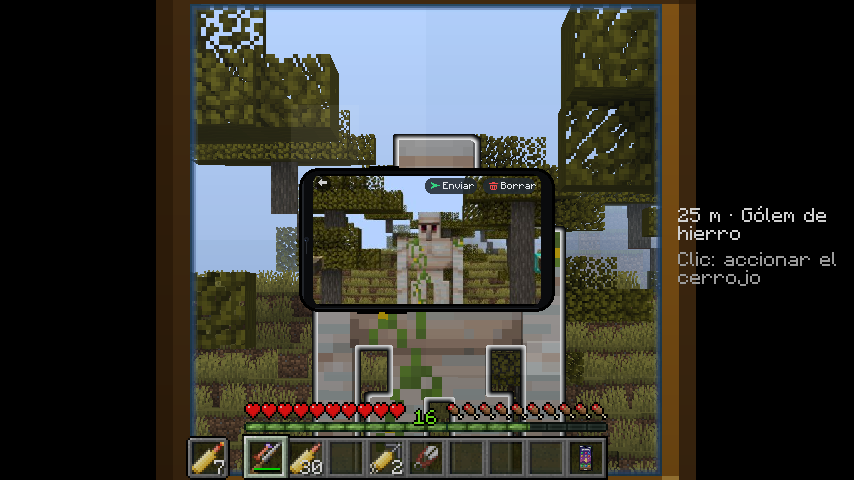 Enviar
Borrar
25 m · Gólem de
hierro
Clic: accionar el
cerrojo
16
7
30
2